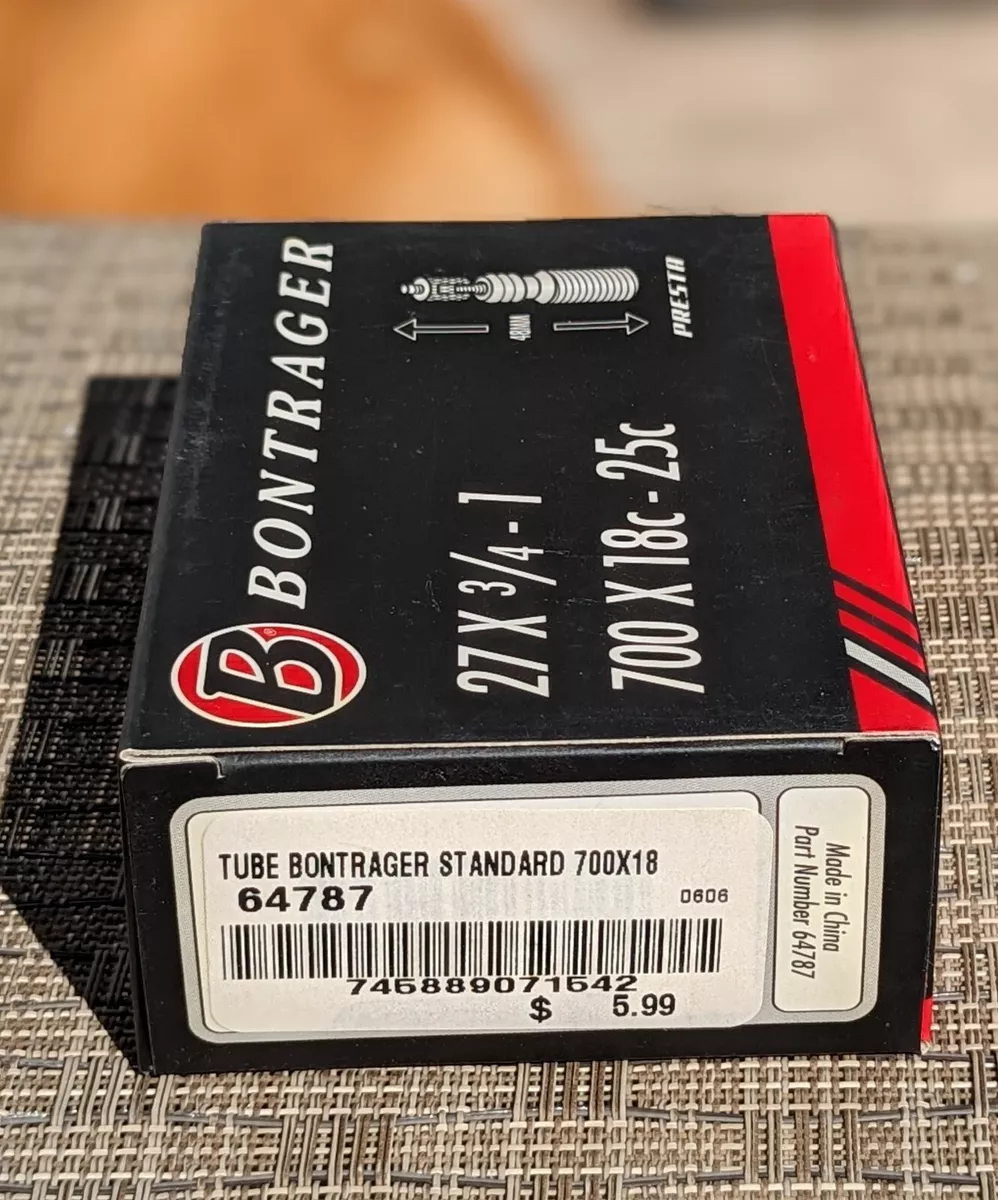 B
BONTRAGER
27 X 3/4 - 1
700 X 18c - 25c
48MM
PRESTA
TUBE BONTRAGER STANDARD 700X18
64787
0606
745889071542
$ 5.99
Made in China
Part Number 64787